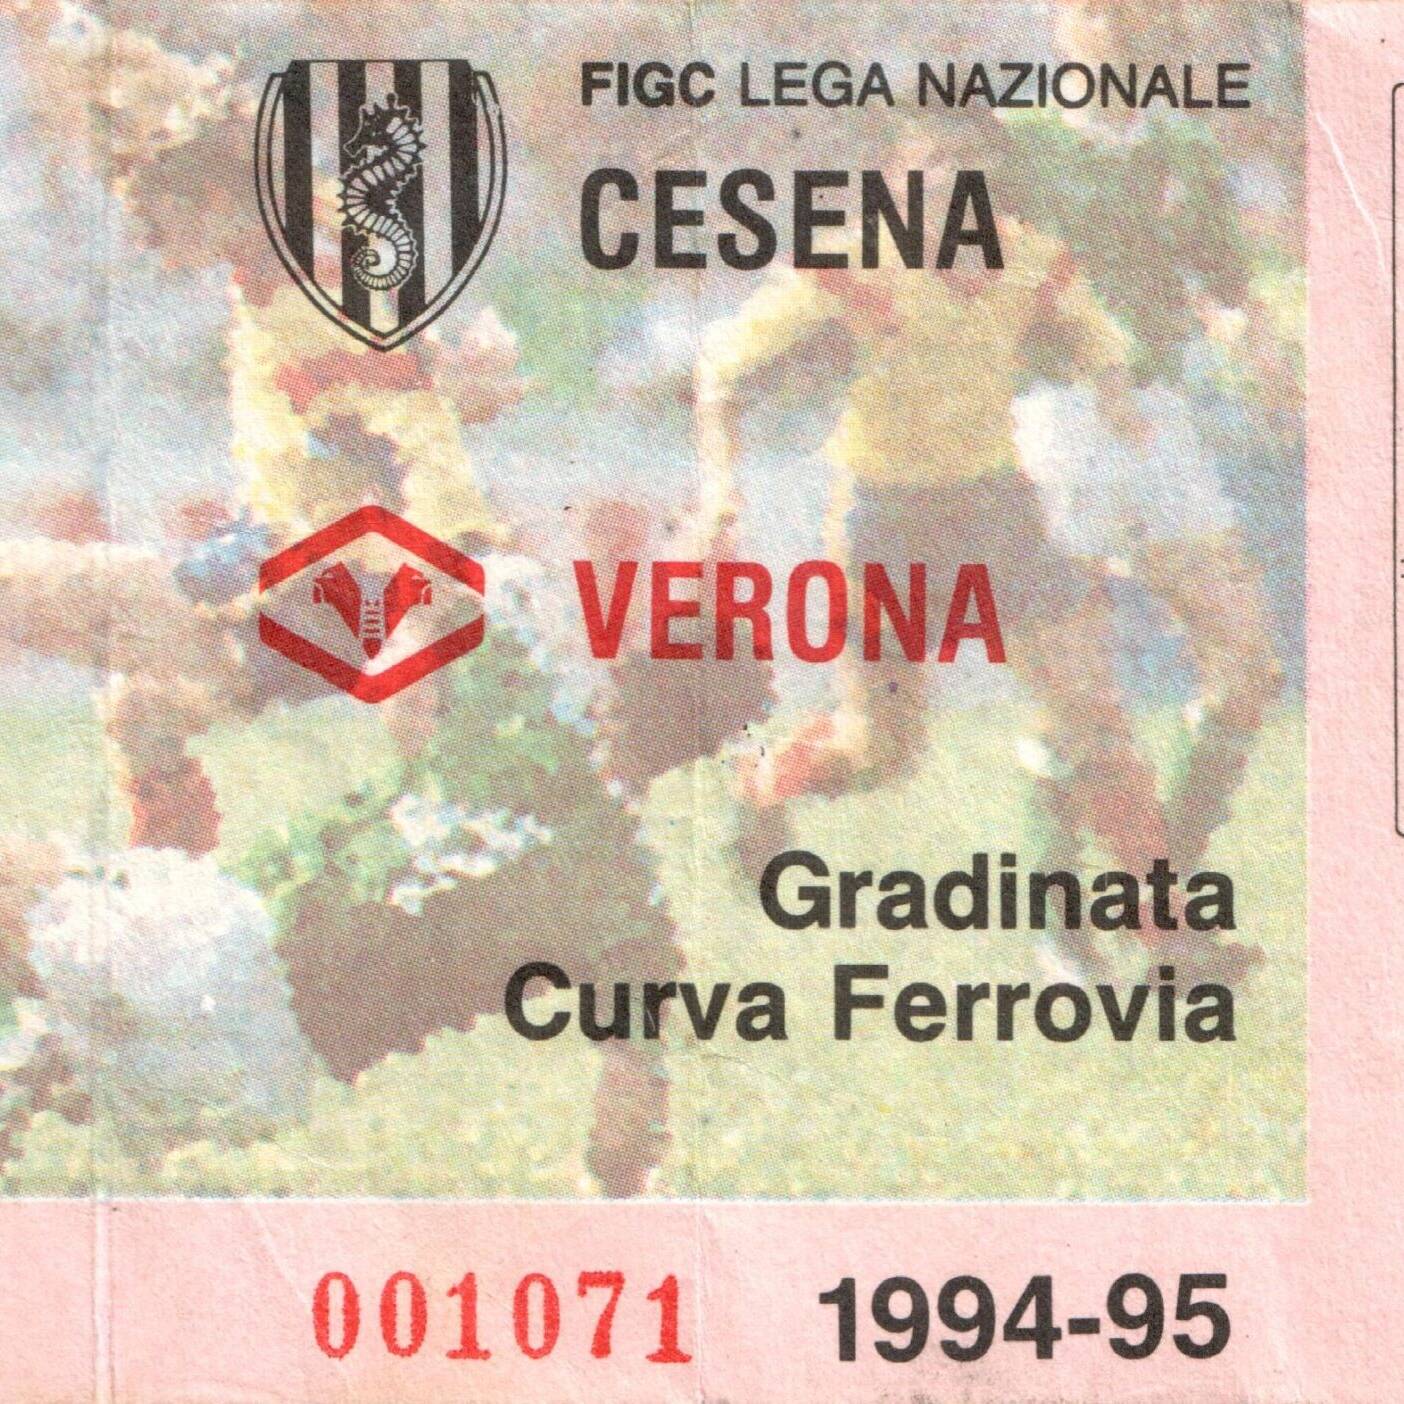 FIGC LEGA NAZIONALE
CESENA
VERONA
Gradinata
Curva Ferrovia
001071 1994-95